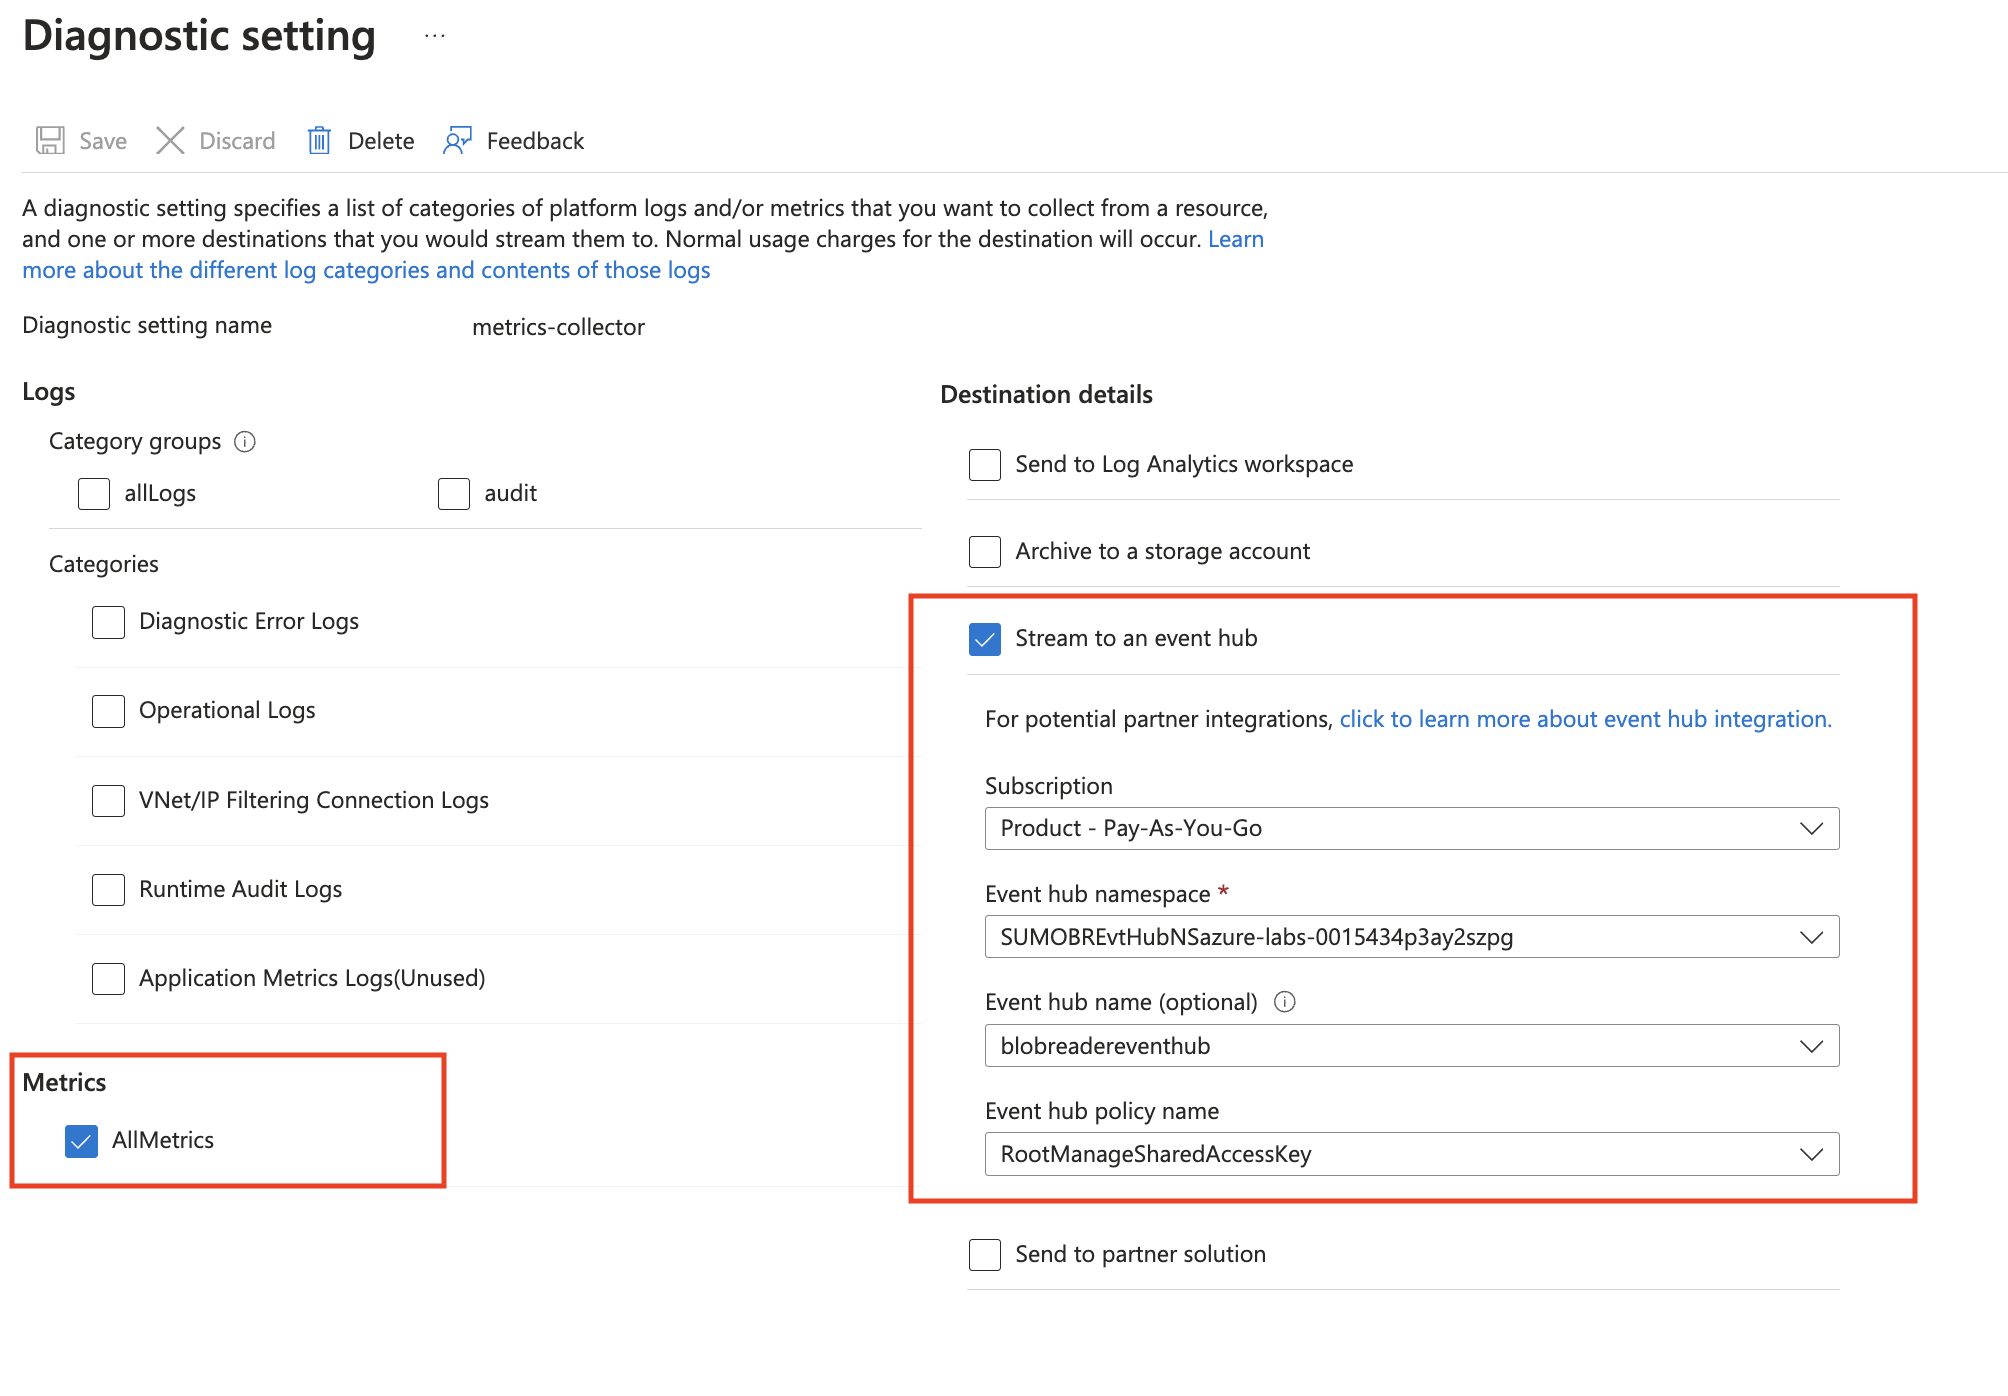 Diagnostic setting ...
Save Discard Delete Feedback
A diagnostic setting specifies a list of categories of platform logs and/or metrics that you want to collect from a resource,
and one or more destinations that you would stream them to. Normal usage charges for the destination will occur. Learn
more about the different log categories and contents of those logs
Diagnostic setting name metrics-collector
Logs
Category groups
allLogs audit
Categories
Diagnostic Error Logs
Operational Logs
VNet/IP Filtering Connection Logs
Runtime Audit Logs
Application Metrics Logs(Unused)
Metrics
AllMetrics
Destination details
Send to Log Analytics workspace
Archive to a storage account
Stream to an event hub
For potential partner integrations, click to learn more about event hub integration.
Subscription
Product - Pay-As-You-Go
Event hub namespace *
SUMOBREvtHubNSazure-labs-0015434p3ay2szpg
Event hub name (optional)
blobreadereventhub
Event hub policy name
RootManageSharedAccessKey
Send to partner solution